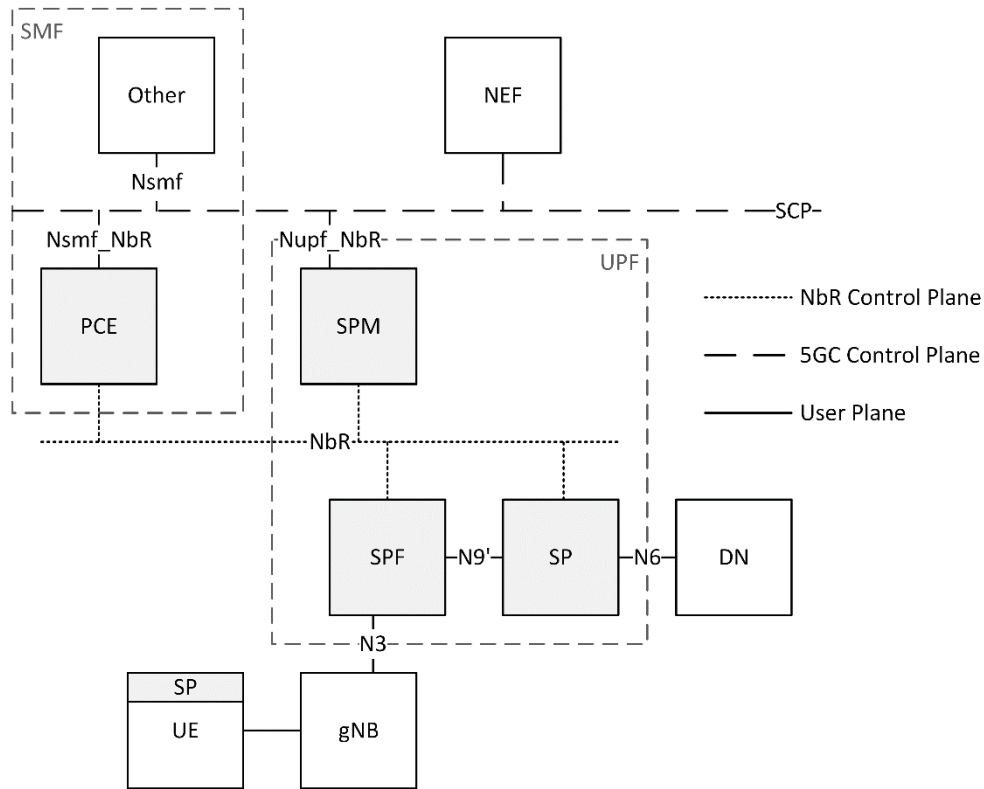 SMF
Other
NEF
Nsmf
SCP
Nsmf_NbR
Nupf_NbR
UPF
PCE
SPM
NbR Control Plane
5GC Control Plane
User Plane
NbR
SPF
N9'
SP
N6
DN
N3
SP
UE
gNB